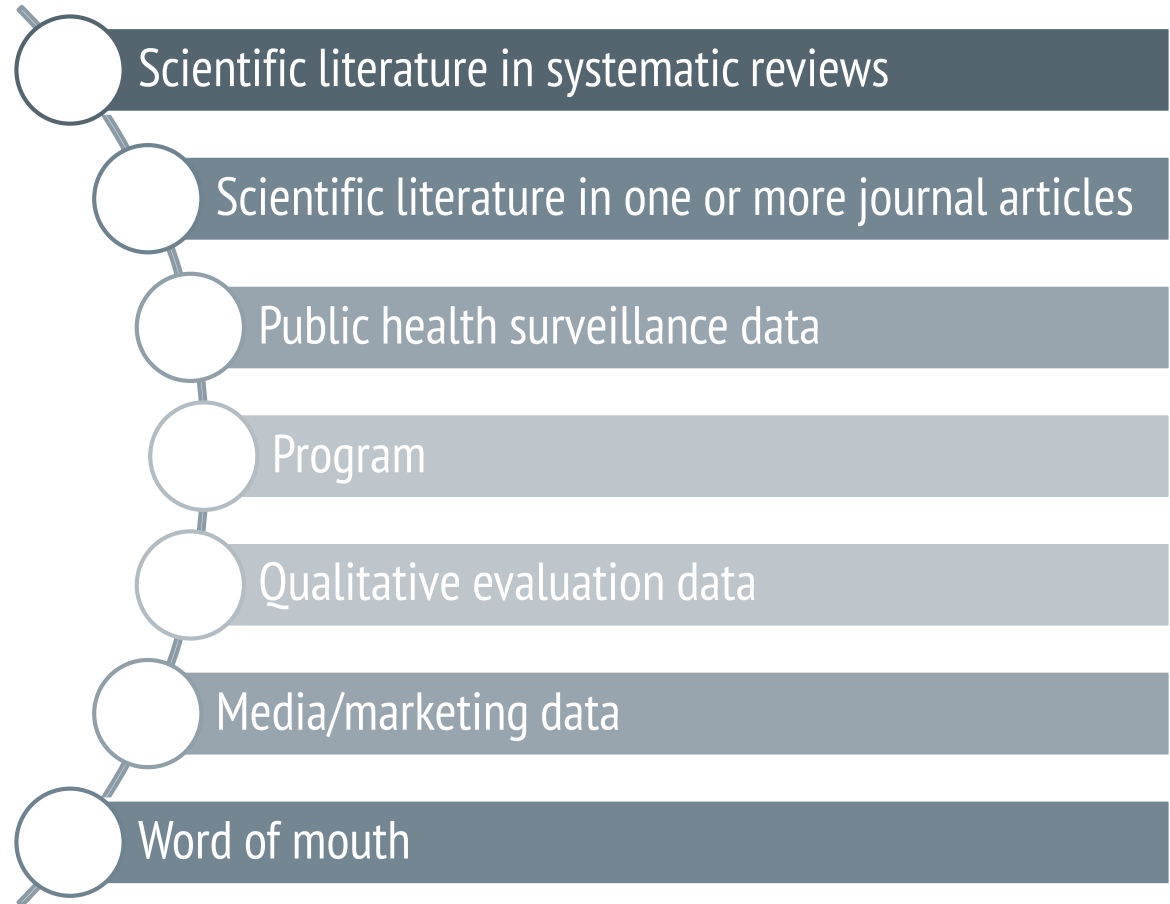 Scientific literature in systematic reviews
Scientific literature in one or more journal articles
Public health surveillance data
Program
Qualitative evaluation data
Media/marketing data
Word of mouth